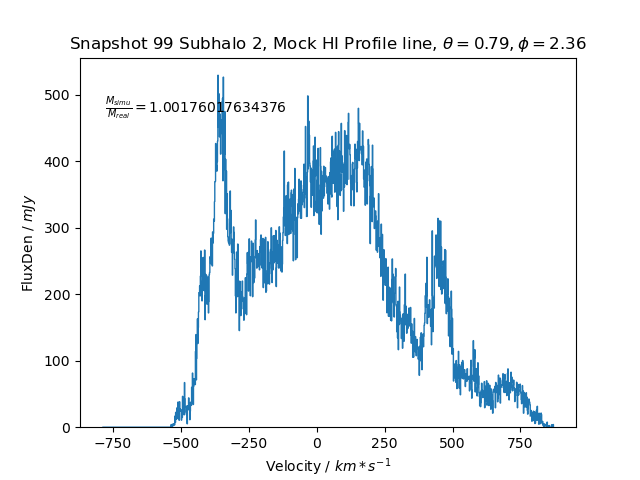 Snapshot 99 Subhalo 2, Mock HI Profile line, θ = 0.79, ϕ = 2.36
M_simu / M_real = 1.00176017634376
FluxDen / mJy
500
400
300
200
100
0
−750 −500 −250 0 250 500 750
Velocity / km * s⁻¹